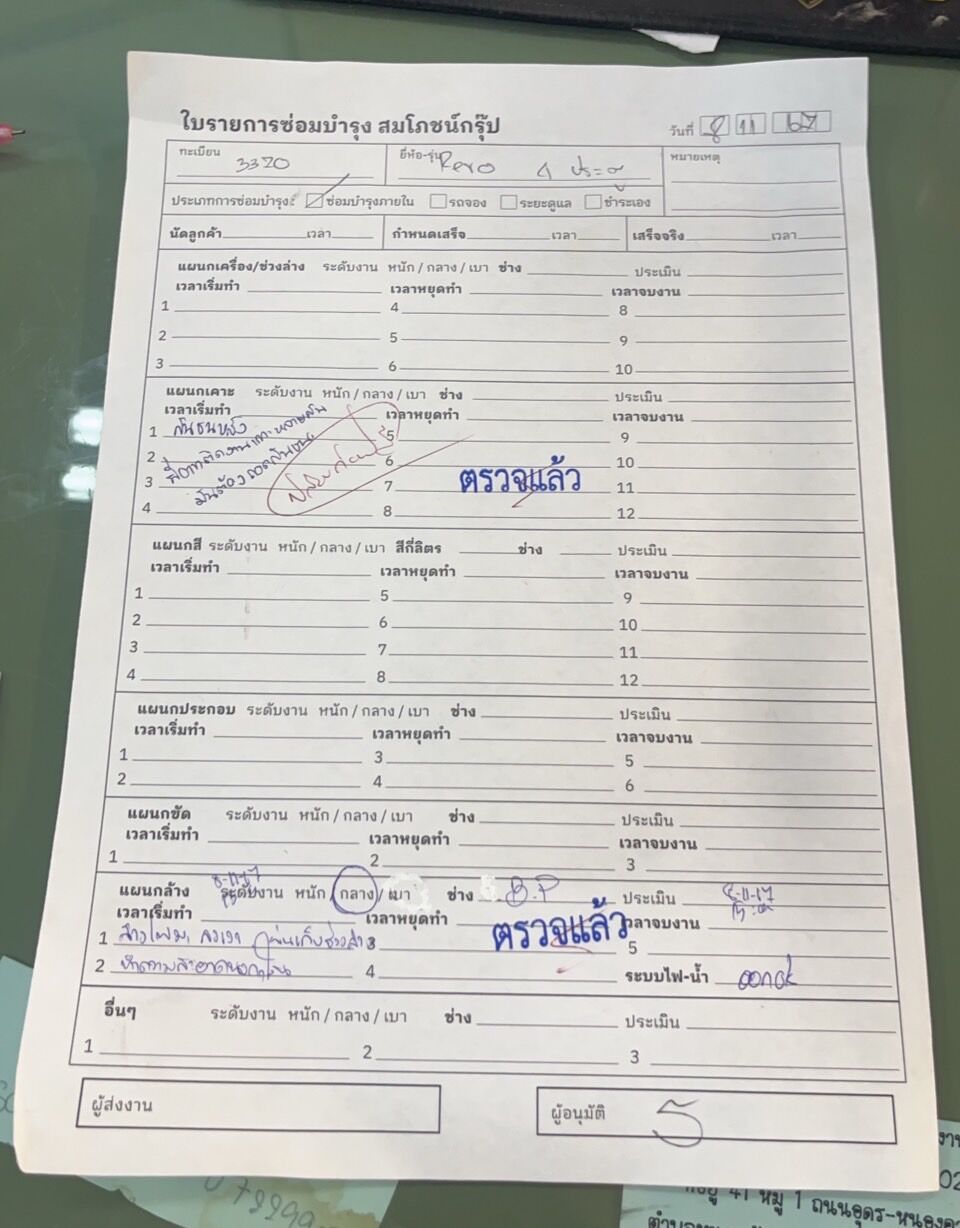 ใบรายการซ่อมบำรุง สมโภชน์กรุ๊ป
วันที่ 8 11 67
ทะเบียน 3320 ยี่ห้อ-รุ่น Revo 4 ประตู หมายเหตุ
ประเภทการซ่อมบำรุง: ซ่อมบำรุงภายใน รถจอง ระยะดูแล ชำระเอง
นัดลูกค้า เวลา กำหนดเสร็จ เวลา เสร็จจริง เวลา
แผนกเครื่อง/ช่วงล่าง ระดับงาน หนัก / กลาง / เบา ช่าง ประเมิน
เวลาเริ่มทำ เวลาหยุดทำ เวลาจบงาน
1 4 8
2 5 9
3 6 10
แผนกเคาะ ระดับงาน หนัก / กลาง / เบา ช่าง ประเมิน
เวลาเริ่มทำ เวลาหยุดทำ เวลาจบงาน
1 กันชนหลัง 5 9
2 6 10
3 7 ตรวจแล้ว 11
4 8 12
แผนกสี ระดับงาน หนัก / กลาง / เบา สีกี่ลิตร ช่าง ประเมิน
เวลาเริ่มทำ เวลาหยุดทำ เวลาจบงาน
1 5 9
2 6 10
3 7 11
4 8 12
แผนกประกอบ ระดับงาน หนัก / กลาง / เบา ช่าง ประเมิน
เวลาเริ่มทำ เวลาหยุดทำ เวลาจบงาน
1 3 5
2 4 6
แผนกขัด ระดับงาน หนัก / กลาง / เบา ช่าง ประเมิน
เวลาเริ่มทำ เวลาหยุดทำ เวลาจบงาน
1 2 3
8-11-67
แผนกล้าง ระดับงาน หนัก / กลาง / เบา ช่าง B.P ประเมิน
เวลาเริ่มทำ เวลาหยุดทำ เวลาจบงาน
1 3 ตรวจแล้ว 5
2 4 ระบบไฟ-น้ำ
อื่นๆ ระดับงาน หนัก / กลาง / เบา ช่าง ประเมิน
1 2 3
ผู้ส่งงาน ผู้อนุมัติ
41 หมู่ 1 ถนนอุดร-หนองค